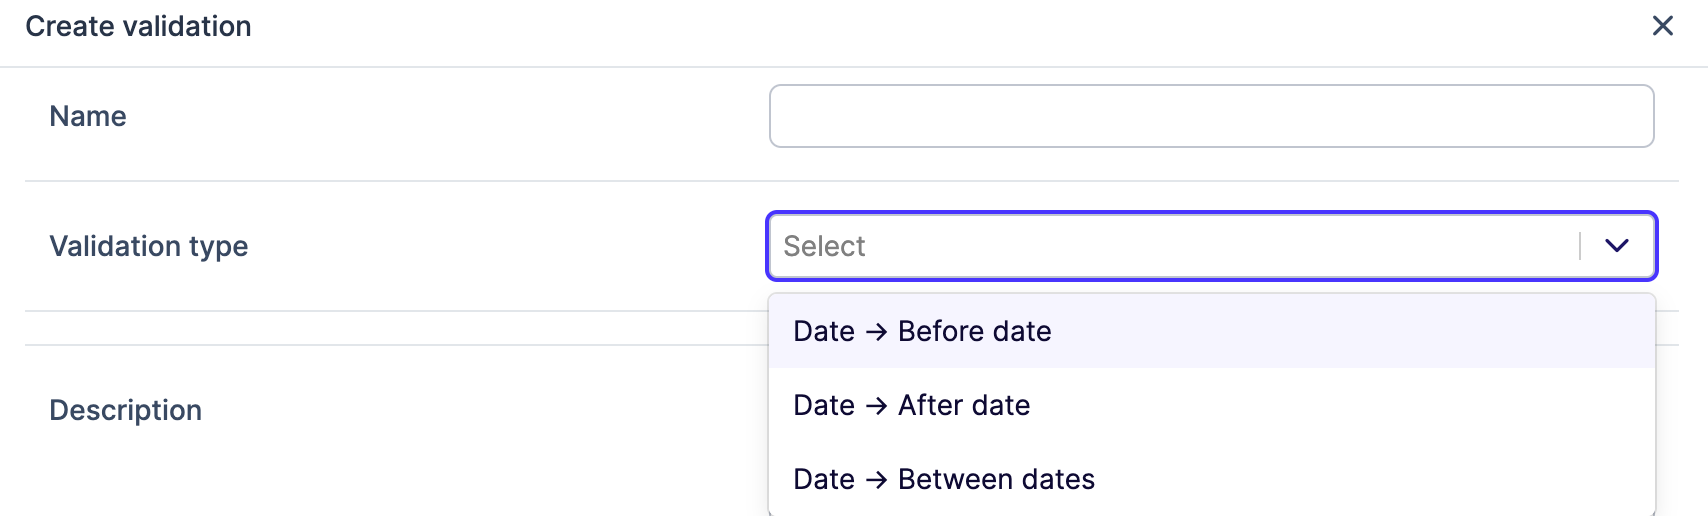 Create validation
Name
Validation type
Select
Date → Before date
Date → After date
Description
Date → Between dates